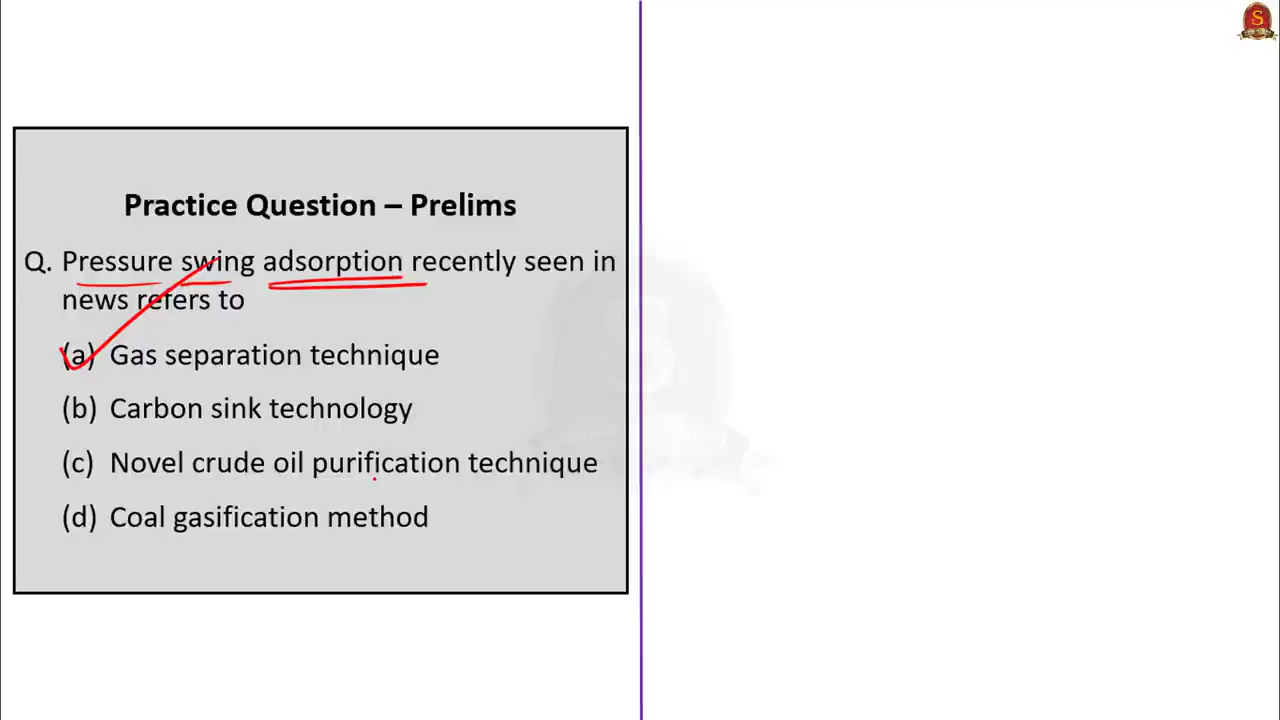 S
Practice Question – Prelims
Q. Pressure swing adsorption recently seen in
news refers to
(a) Gas separation technique
(b) Carbon sink technology
(c) Novel crude oil purification technique
(d) Coal gasification method